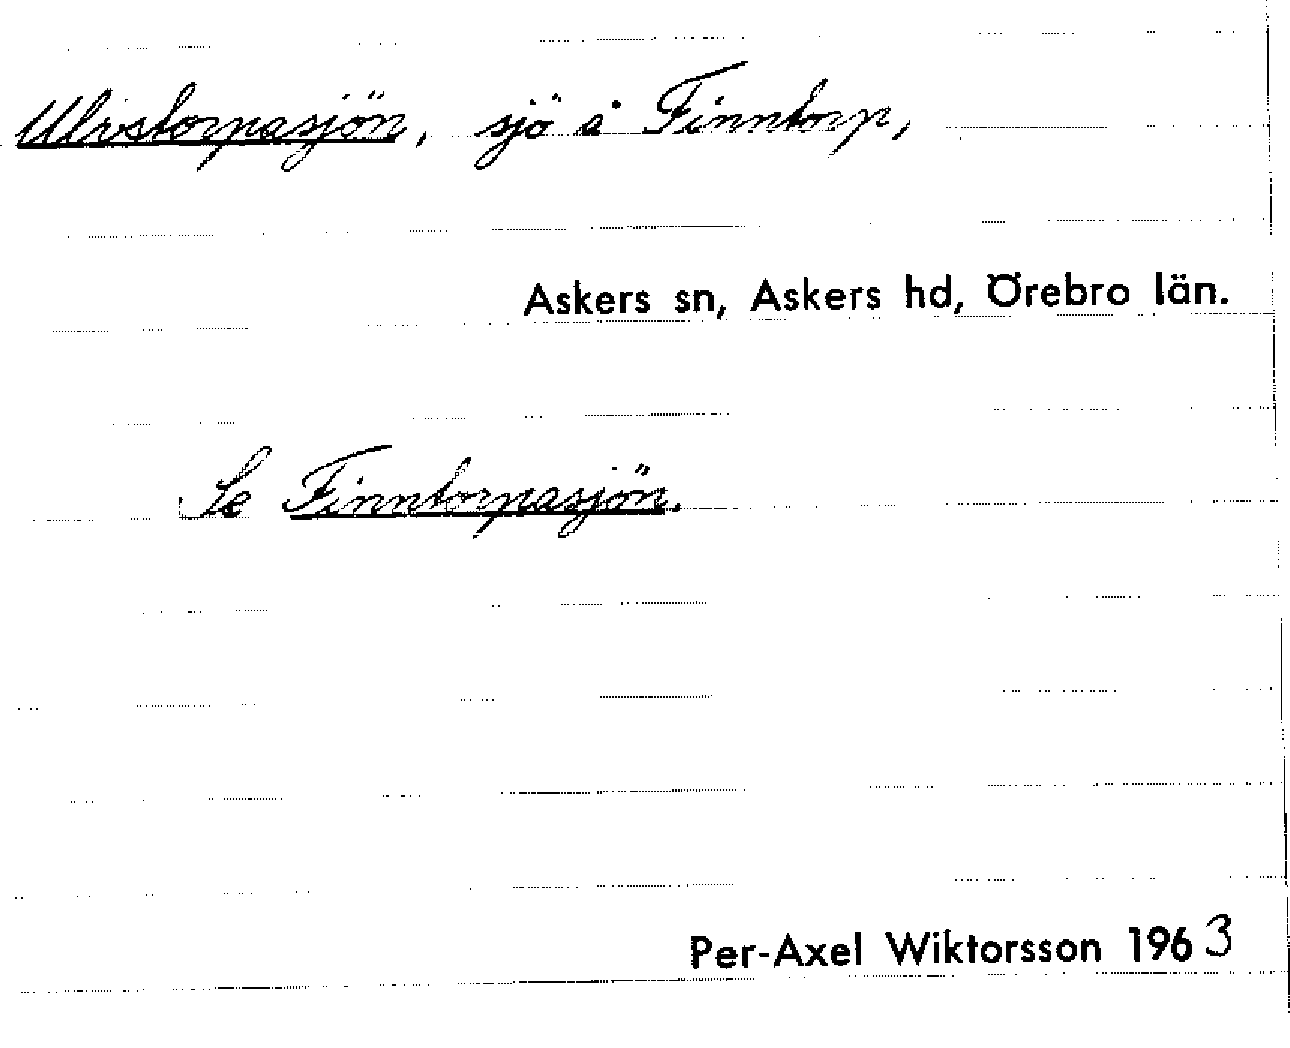 Ulvstorpasjön, sjö å Finntorp,
Askers sn, Askers hd, Örebro län.
Se Finntorpasjön.
Per-Axel Wiktorsson 1963